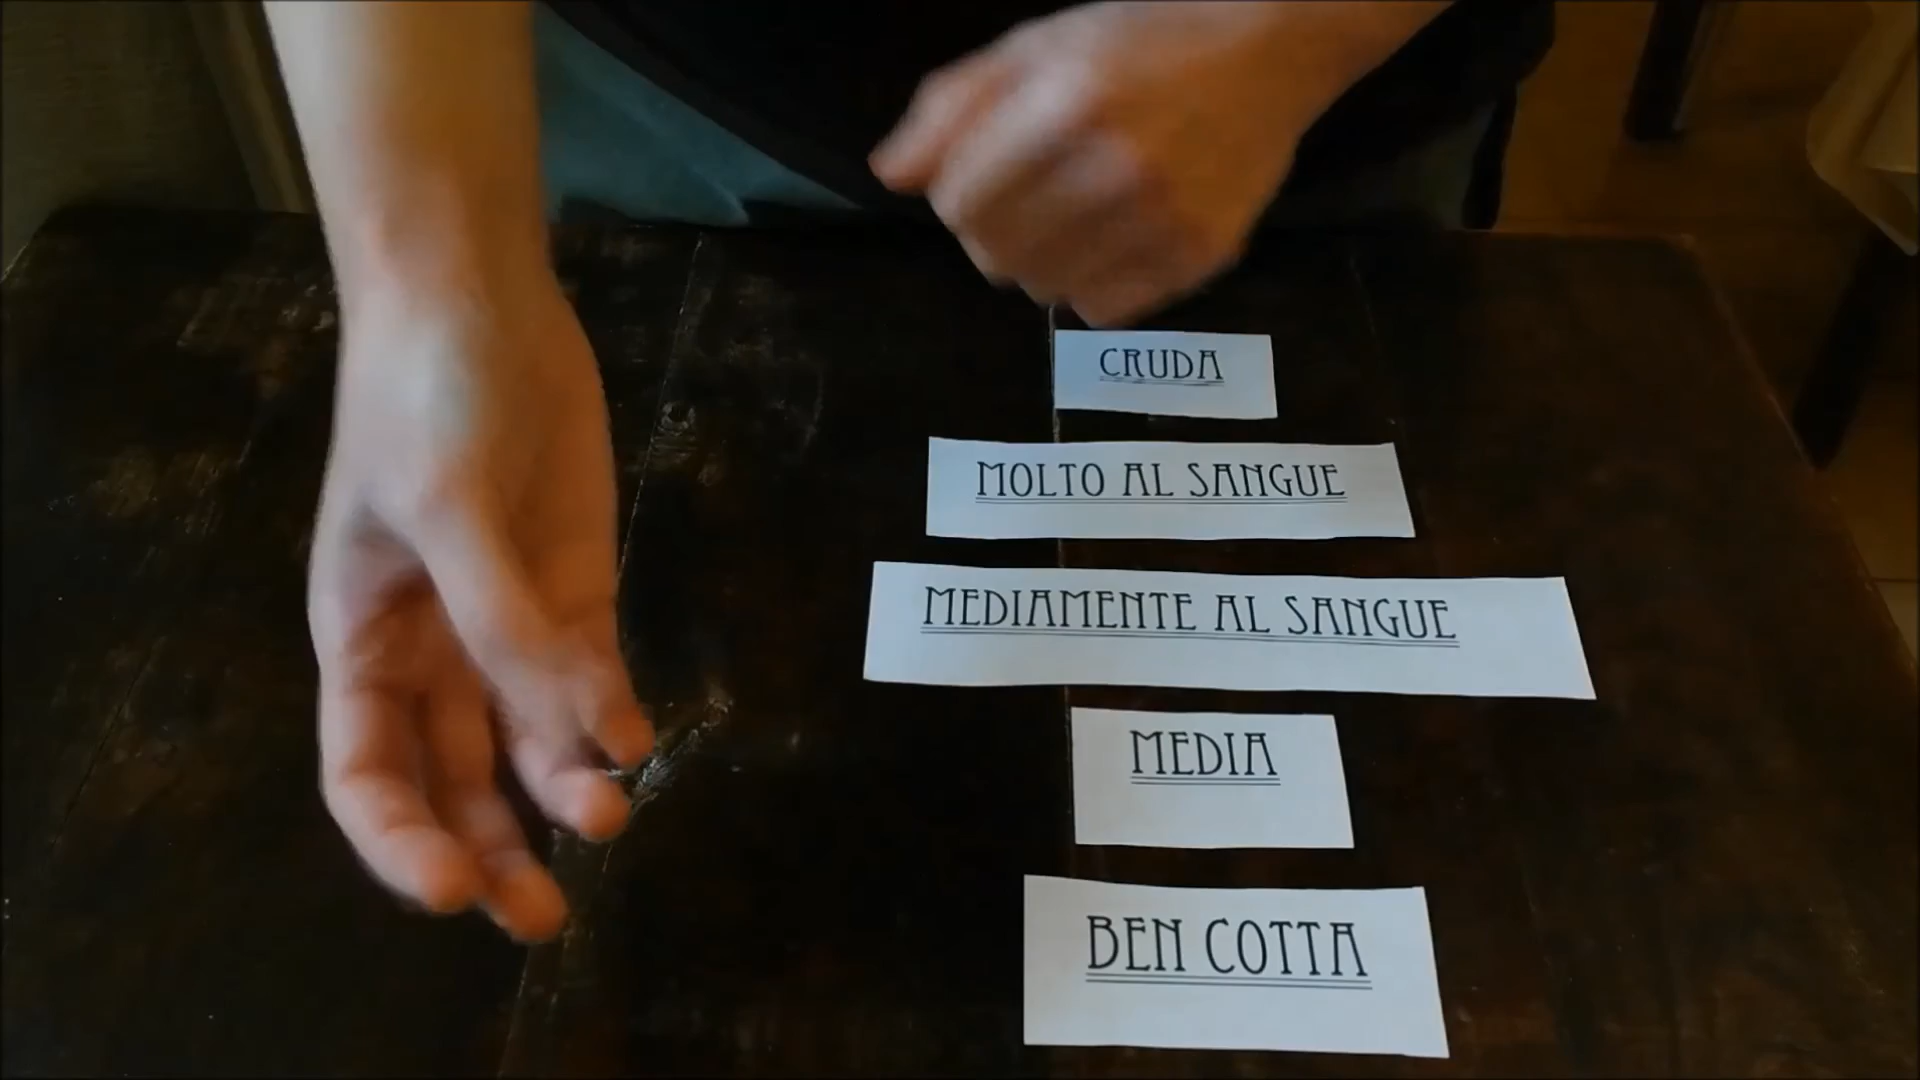 CRUDA
MOLTO AL SANGUE
MEDIAMENTE AL SANGUE
MEDIA
BEN COTTA